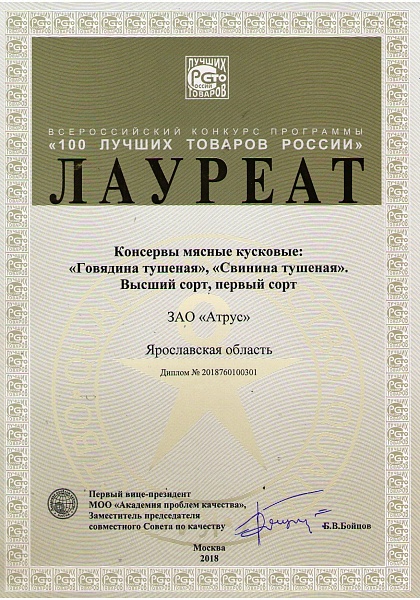 ЛУЧШИХ
РСТО
РОССИИ
ТОВАРОВ
ВСЕРОССИЙСКИЙ КОНКУРС ПРОГРАММЫ
«100 ЛУЧШИХ ТОВАРОВ РОССИИ»
ЛАУРЕАТ
Консервы мясные кусковые:
«Говядина тушеная», «Свинина тушеная».
Высший сорт, первый сорт
ЗАО «Атрус»
Ярославская область
Диплом № 2018760100301
Первый вице-президент
МОО «Академия проблем качества»,
Заместитель председателя
совместного Совета по качеству
Б.В.Бойцов
Москва
2018